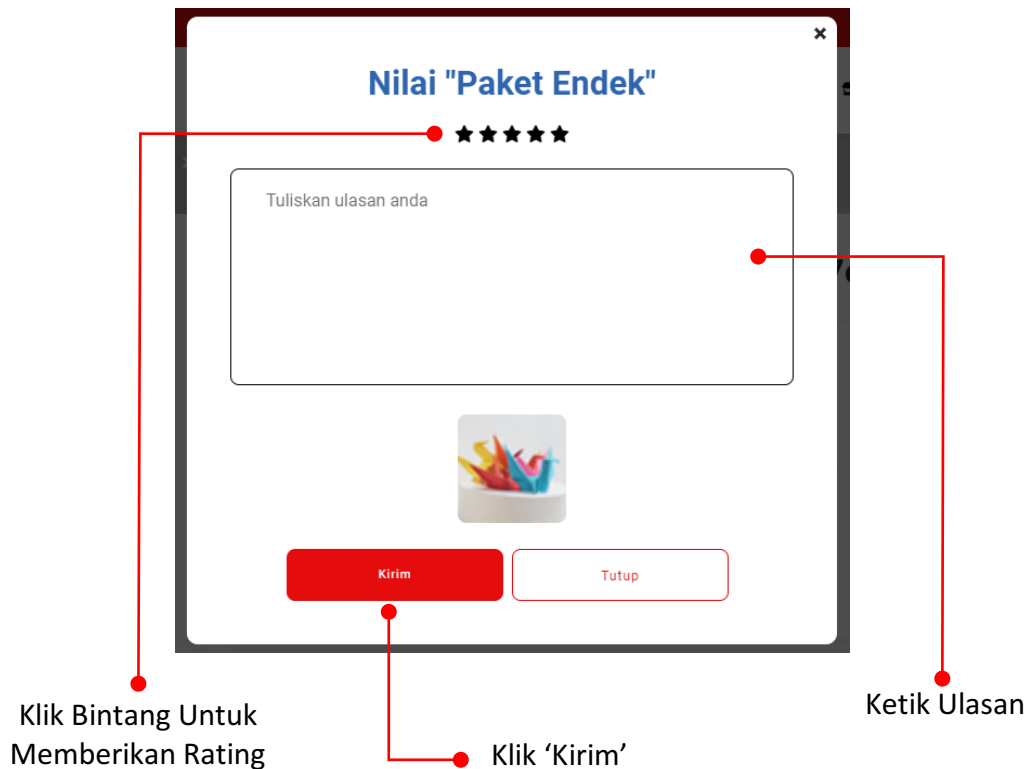 Nilai "Paket Endek"
Tuliskan ulasan anda
Kirim
Tutup
Klik Bintang Untuk
Memberikan Rating
Klik ‘Kirim’
Ketik Ulasan